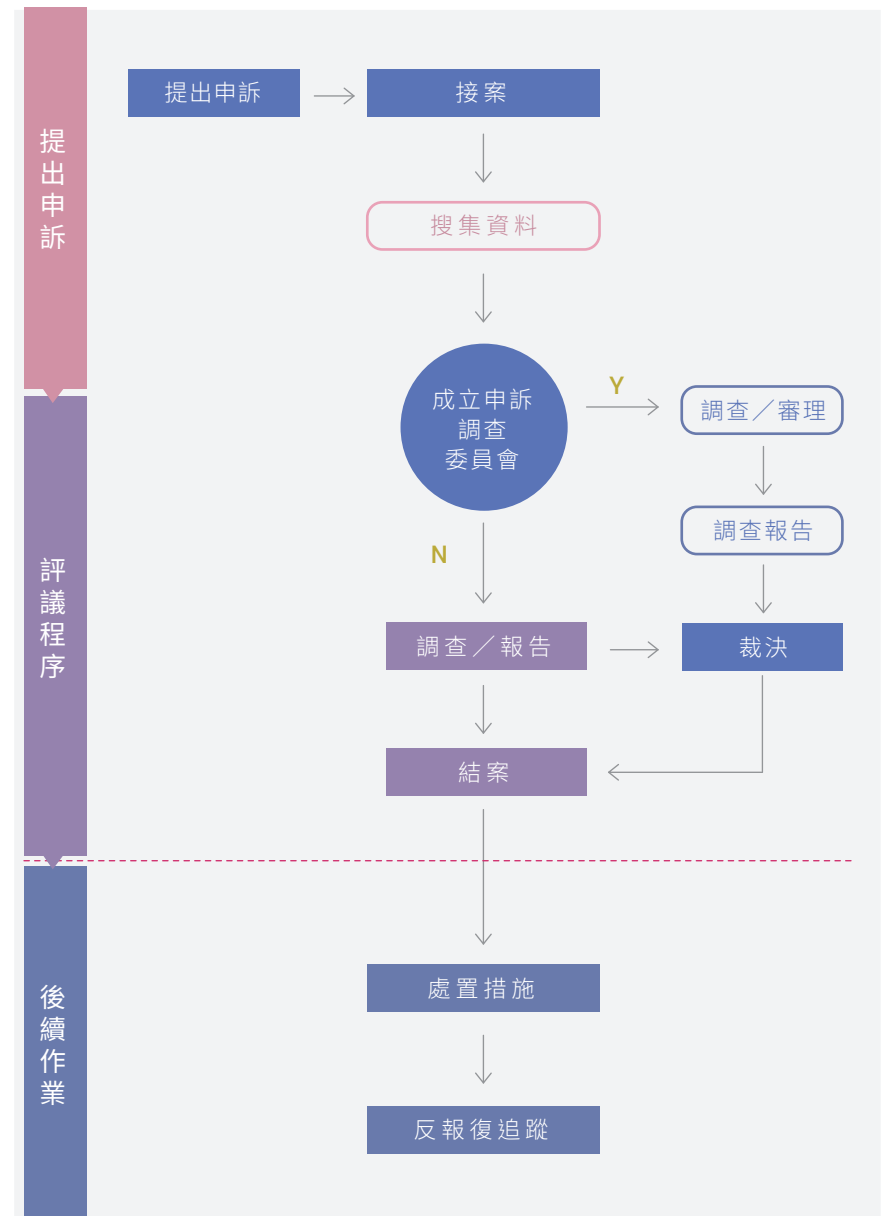 提出申訴
提出申訴
接案
搜集資料
成立申訴
調查
委員會
Y
調查／審理
調查報告
N
評議程序
調查／報告
裁決
結案
後續作業
處置措施
反報復追蹤